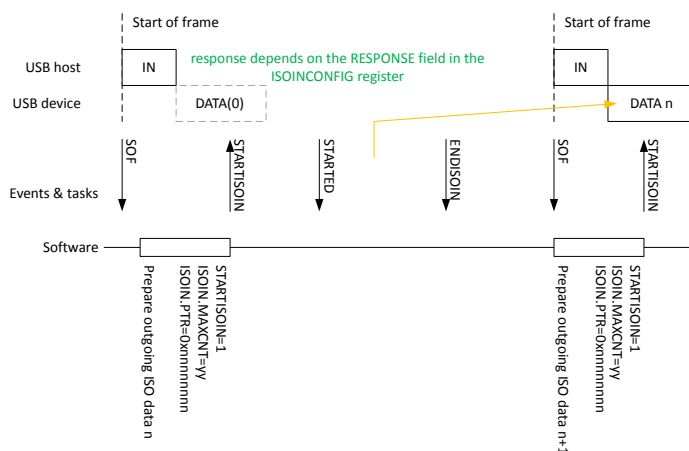 Start of frame
Start of frame
USB host
IN
response depends on the RESPONSE field in the
ISOINCONFIG register
IN
USB device
DATA(0)
DATA n
SOF
STARTISOIN
STARTED
ENDISOIN
SOF
STARTISOIN
Events & tasks
Software
STARTISOIN=1
ISOIN.MAXCNT=yy
ISOIN.PTR=0xnnnnnnnn
Prepare outgoing ISO data n
STARTISOIN=1
ISOIN.MAXCNT=yy
ISOIN.PTR=0xnnnnnnnn
Prepare outgoing ISO data n+1